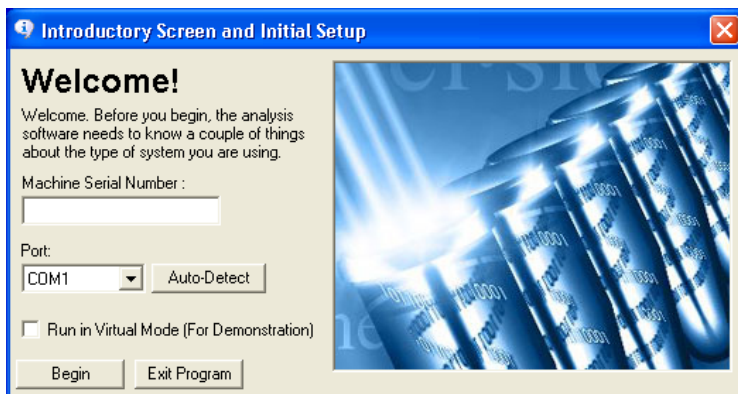 Introductory Screen and Initial Setup
Welcome!
Welcome. Before you begin, the analysis
software needs to know a couple of things
about the type of system you are using.
Machine Serial Number :
Port:
COM1
Auto-Detect
Run in Virtual Mode (For Demonstration)
Begin
Exit Program